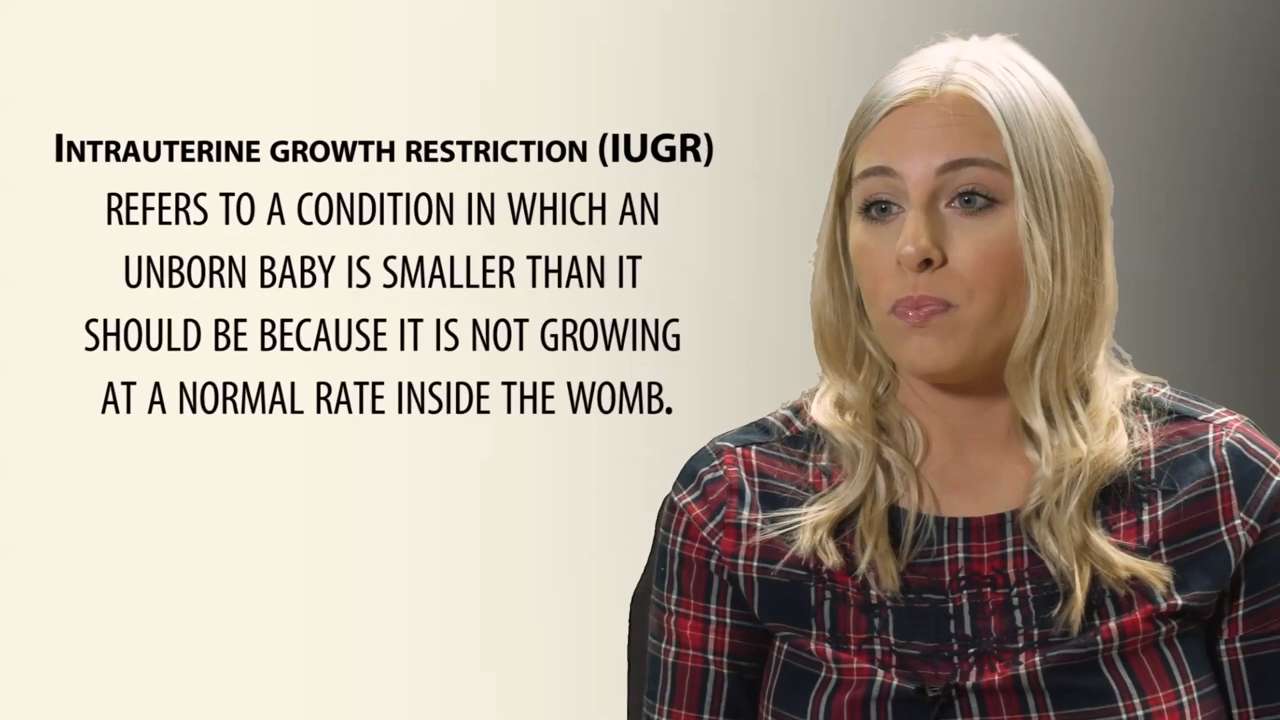 INTRAUTERINE GROWTH RESTRICTION (IUGR)
REFERS TO A CONDITION IN WHICH AN
UNBORN BABY IS SMALLER THAN IT
SHOULD BE BECAUSE IT IS NOT GROWING
AT A NORMAL RATE INSIDE THE WOMB.